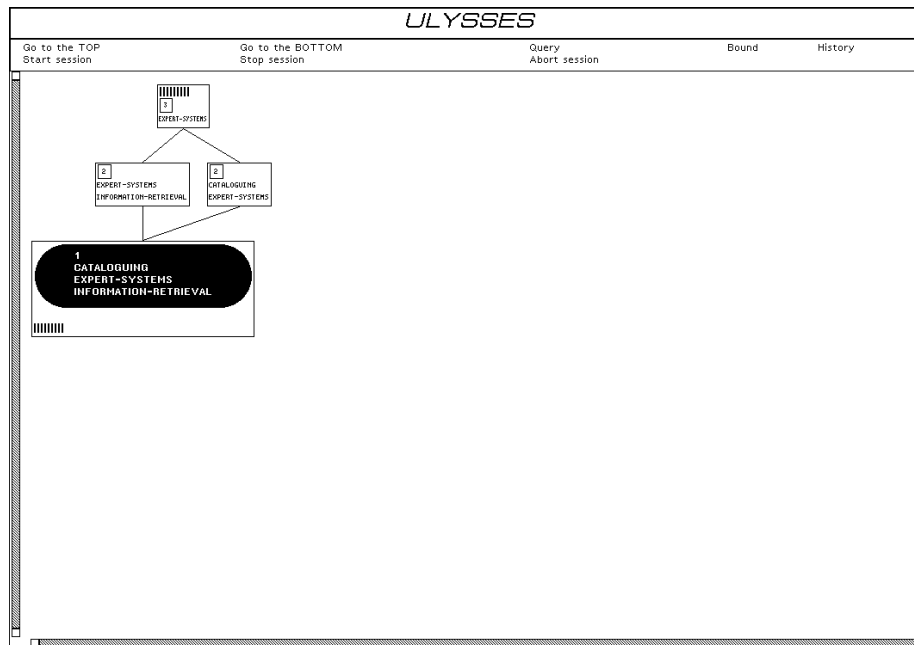 ULYSSES
Go to the TOP Go to the BOTTOM Query Bound History
Start session Stop session Abort session
3
EXPERT-SYSTEMS
2 2
EXPERT-SYSTEMS CATALOGUING
INFORMATION-RETRIEVAL EXPERT-SYSTEMS
1
CATALOGUING
EXPERT-SYSTEMS
INFORMATION-RETRIEVAL